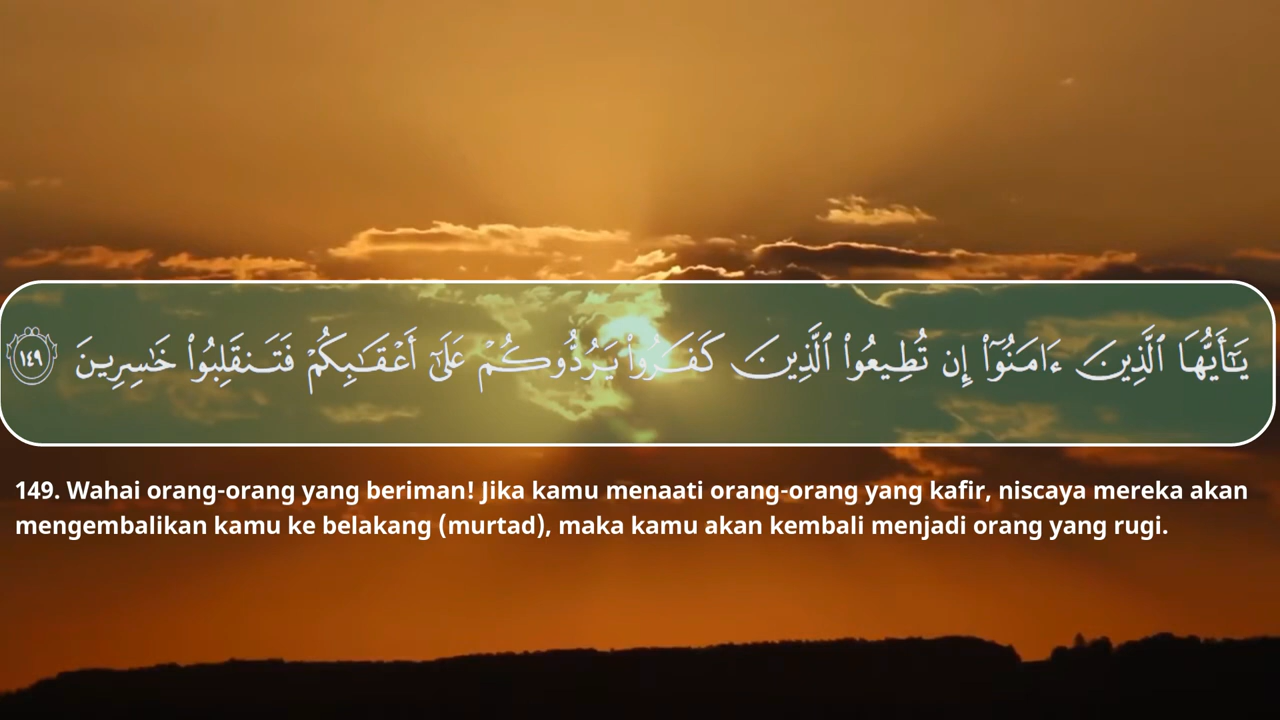 يَـٰٓأَيُّهَا ٱلَّذِينَ ءَامَنُوٓا۟ إِن تُطِيعُوا۟ ٱلَّذِينَ كَفَرُوا۟ يَرُدُّوكُمْ عَلَىٰٓ أَعْقَـٰبِكُمْ فَتَنقَلِبُوا۟ خَـٰسِرِينَ ١٤٩
149. Wahai orang-orang yang beriman! Jika kamu menaati orang-orang yang kafir, niscaya mereka akan
mengembalikan kamu ke belakang (murtad), maka kamu akan kembali menjadi orang yang rugi.